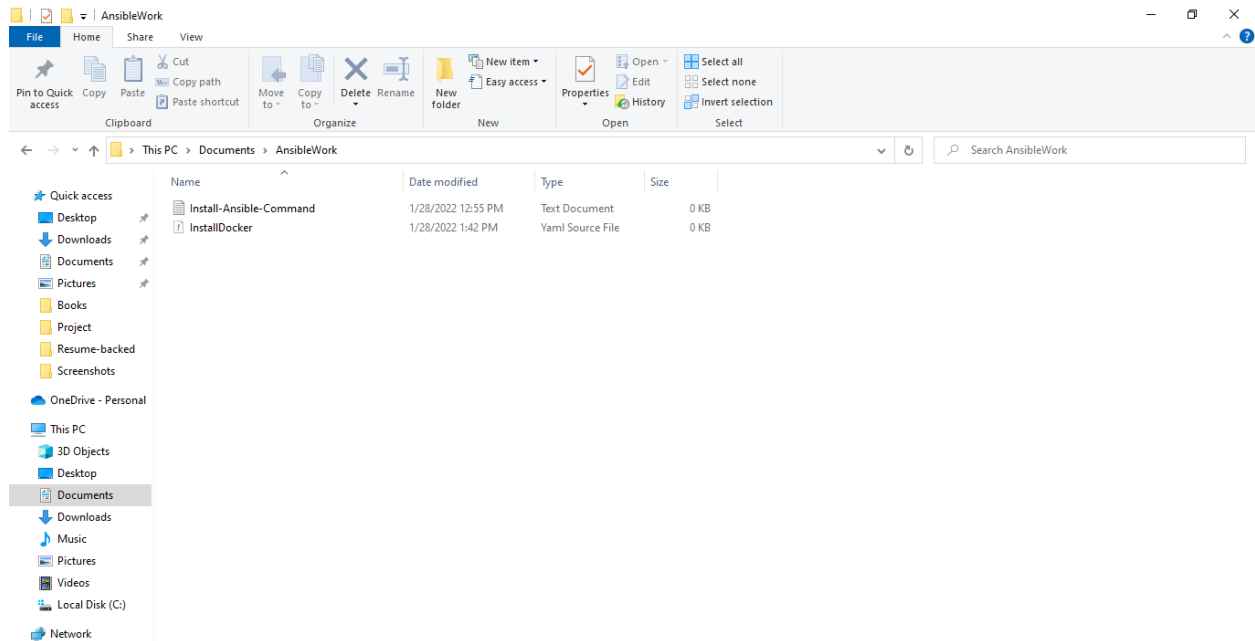 AnsibleWork
File Home Share View
Pin to Quick access
Copy
Paste
Cut
Copy path
Paste shortcut
Clipboard
Move to
Copy to
Delete
Rename
Organize
New folder
New item
Easy access
New
Properties
Open
Edit
History
Open
Select all
Select none
Invert selection
Select
This PC > Documents > AnsibleWork
Search AnsibleWork
Name Date modified Type Size
Install-Ansible-Command 1/28/2022 12:55 PM Text Document 0 KB
InstallDocker 1/28/2022 1:42 PM Yaml Source File 0 KB
Quick access
Desktop
Downloads
Documents
Pictures
Books
Project
Resume-backed
Screenshots
OneDrive - Personal
This PC
3D Objects
Desktop
Documents
Downloads
Music
Pictures
Videos
Local Disk (C:)
Network